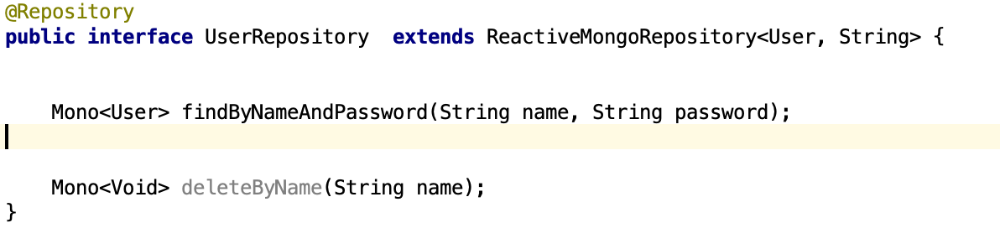 @Repository
public interface UserRepository  extends ReactiveMongoRepository<User, String> {
    Mono<User> findByNameAndPassword(String name, String password);
    Mono<Void> deleteByName(String name);
}